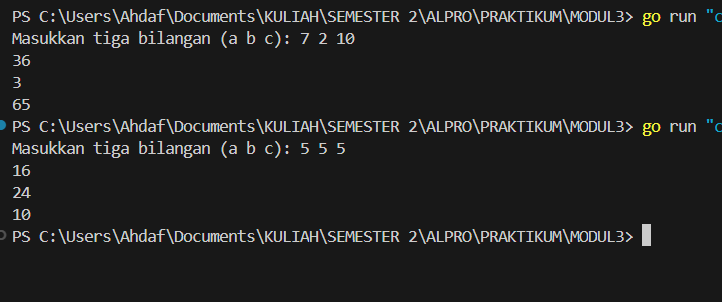 PS C:\Users\Ahdaf\Documents\KULIAH\SEMESTER 2\ALPRO\PRAKTIKUM\MODUL3> go run "c
Masukkan tiga bilangan (a b c): 7 2 10
36
3
65
PS C:\Users\Ahdaf\Documents\KULIAH\SEMESTER 2\ALPRO\PRAKTIKUM\MODUL3> go run "c
Masukkan tiga bilangan (a b c): 5 5 5
16
24
10
PS C:\Users\Ahdaf\Documents\KULIAH\SEMESTER 2\ALPRO\PRAKTIKUM\MODUL3>